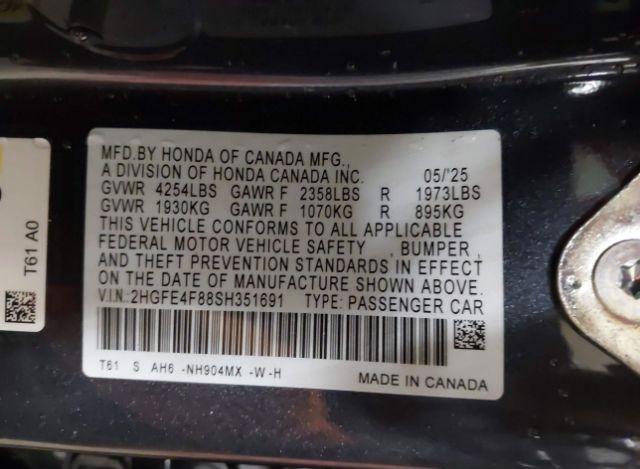 MFD.BY HONDA OF CANADA MFG.,
A DIVISION OF HONDA CANADA INC. 05/'25
GVWR 4254LBS GAWR F 2358LBS R 1973LBS
GVWR 1930KG GAWR F 1070KG R 895KG
THIS VEHICLE CONFORMS TO ALL APPLICABLE
FEDERAL MOTOR VEHICLE SAFETY , BUMPER ,
AND THEFT PREVENTION STANDARDS IN EFFECT
ON THE DATE OF MANUFACTURE SHOWN ABOVE.
V.I.N.: 2HGFE4F88SH351691 TYPE: PASSENGER CAR
T61 S AH6 -NH904MX -W-H
MADE IN CANADA
T61 A0